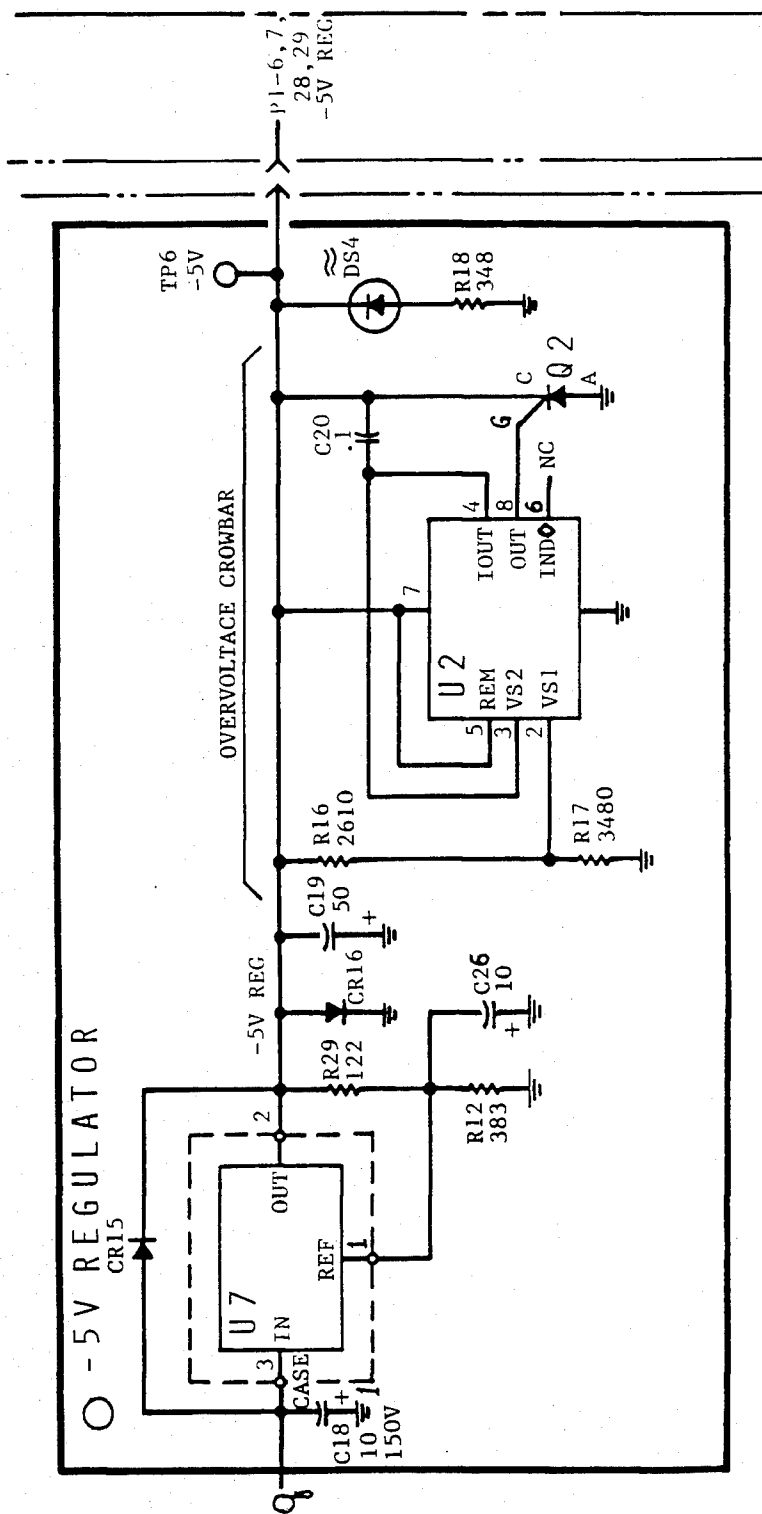 -5V REGULATOR
CR15
U7
IN
OUT
REF
3
2
1
CASE
C18
10
150V
+
1
-5V REG
R29
122
R12
383
C26
10
+
CR16
C19
50
+
OVERVOLTACE CROWBAR
R16
2610
R17
3480
U2
5 REM
3 VS2
2 VS1
7
IOUT 4
OUT 8
IND 6
NC
C20
.1
G
C
Q2
A
TP6
-5V
≈
DS4
R18
348
P1-6,7,
28,29
-5V REG